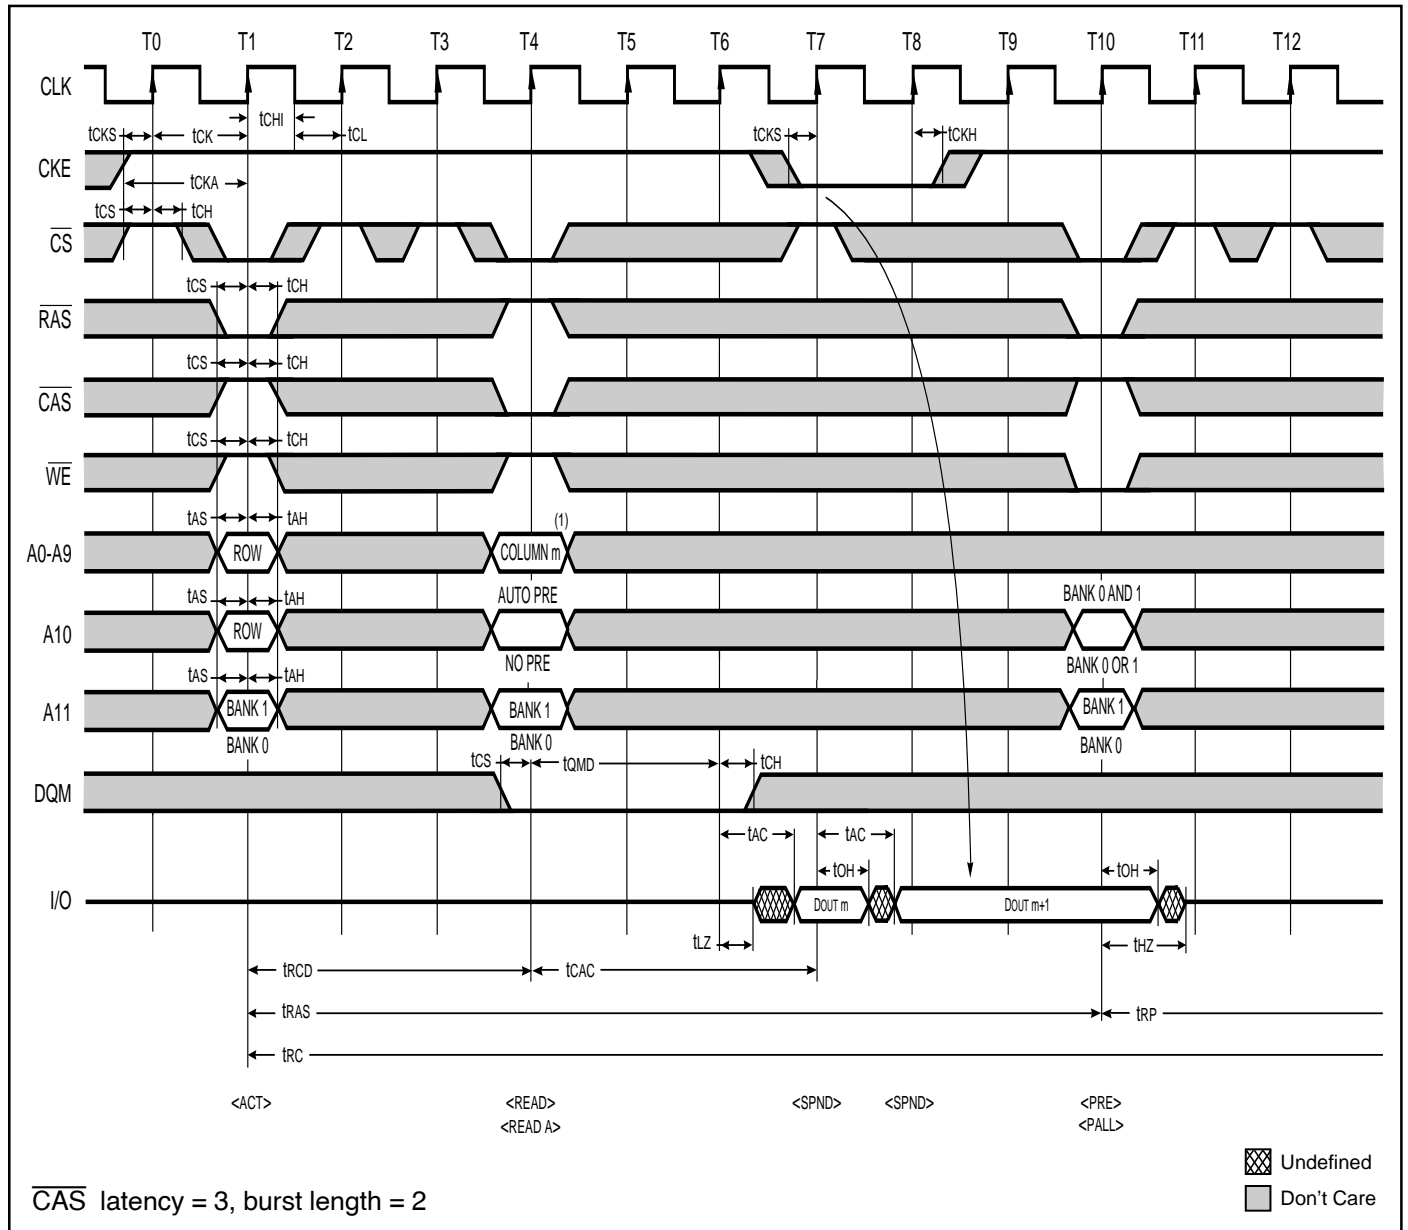 T0 T1 T2 T3 T4 T5 T6 T7 T8 T9 T10 T11 T12
CLK
tCHI
tCKS tCK tCL tCKS tCKH
CKE
tCKA
tCS tCH
CS
tCS tCH
RAS
tCS tCH
CAS
tCS tCH
WE
tAS tAH (1)
A0-A9 ROW COLUMN m
tAS tAH AUTO PRE BANK 0 AND 1
A10 ROW
NO PRE BANK 0 OR 1
tAS tAH
A11 BANK 1 BANK 1 BANK 1
BANK 0 BANK 0 BANK 0
tCS tQMD tCH
DQM
tAC tAC
tOH tOH
I/O DOUT m DOUT m+1
tLZ tHZ
tRCD tCAC
tRAS tRP
tRC
<ACT> <READ> <SPND> <SPND> <PRE>
<READ A> <PALL>
Undefined
CAS latency = 3, burst length = 2 Don't Care